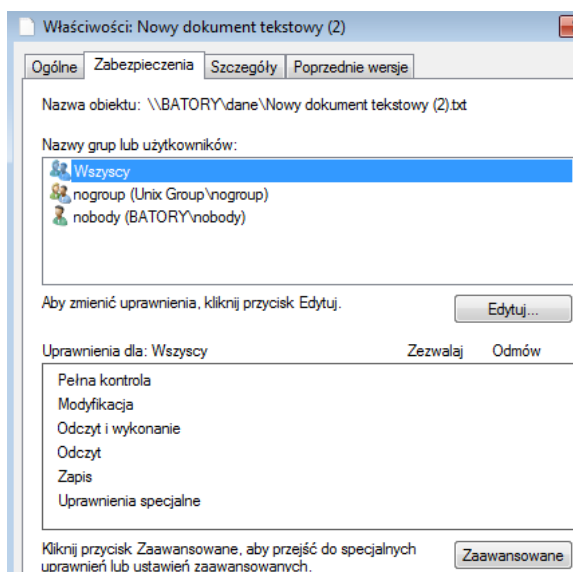 Właściwości: Nowy dokument tekstowy (2)
Ogólne Zabezpieczenia Szczegóły Poprzednie wersje
Nazwa obiektu: \\BATORY\dane\Nowy dokument tekstowy (2).txt
Nazwy grup lub użytkowników:
Wszyscy
nogroup (Unix Group\nogroup)
nobody (BATORY\nobody)
Aby zmienić uprawnienia, kliknij przycisk Edytuj. Edytuj...
Uprawnienia dla: Wszyscy Zezwalaj Odmów
Pełna kontrola
Modyfikacja
Odczyt i wykonanie
Odczyt
Zapis
Uprawnienia specjalne
Kliknij przycisk Zaawansowane, aby przejść do specjalnych Zaawansowane
uprawnień lub ustawień zaawansowanych.